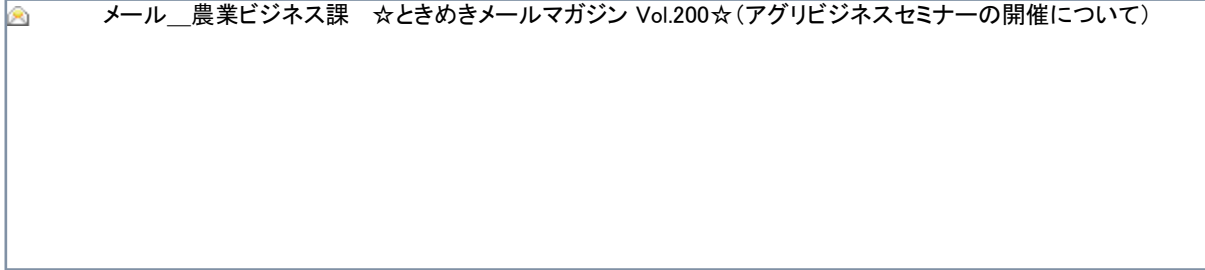 メール__農業ビジネス課　☆ときめきメールマガジン Vol.200☆(アグリビジネスセミナーの開催について)